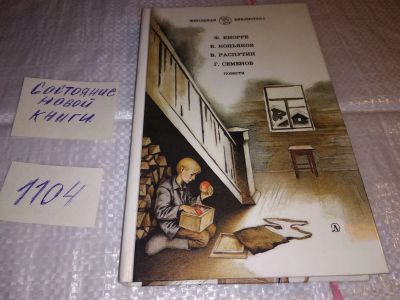 ШКОЛЬНАЯ БИБЛИОТЕКА
Ф. КНОРРЕ
В. КОНЬЯКОВ
В. РАСПУТИН
Г. СЕМЕНОВ
ПОВЕСТИ
Состояние
новой
книги
1104